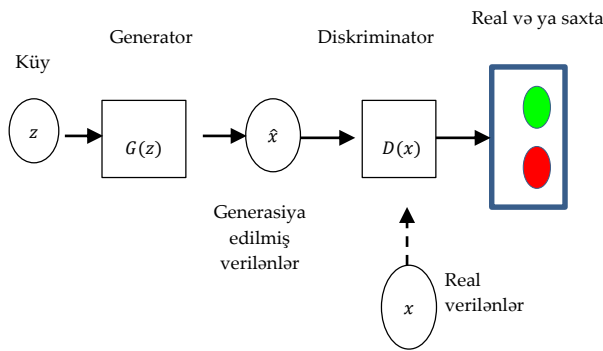 Real və ya saxta
Generator
Diskriminator
Küy
z
G(z)
x̂
D(x)
Generasiya
edilmiş
verilənlər
Real
verilənlər
x